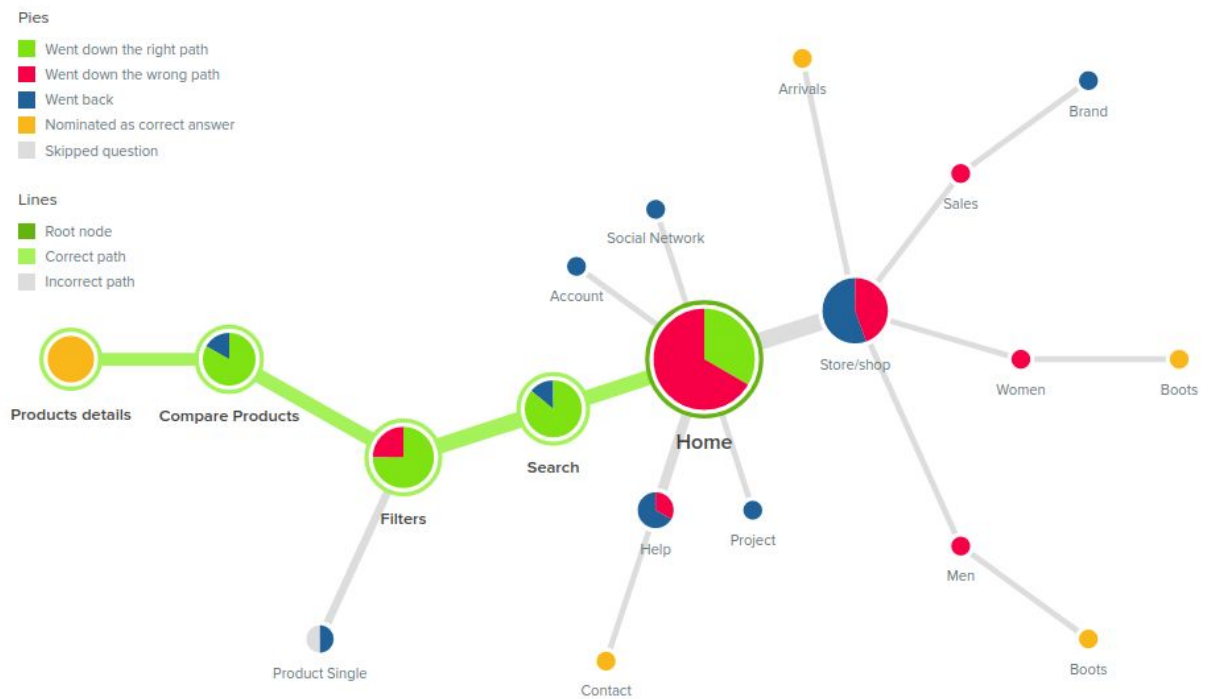 Pies
Went down the right path
Went down the wrong path
Went back
Nominated as correct answer
Skipped question
Lines
Root node
Correct path
Incorrect path
Arrivals
Brand
Sales
Social Network
Account
Store/shop
Women
Boots
Products details
Compare Products
Home
Search
Filters
Help
Project
Men
Product Single
Contact
Boots